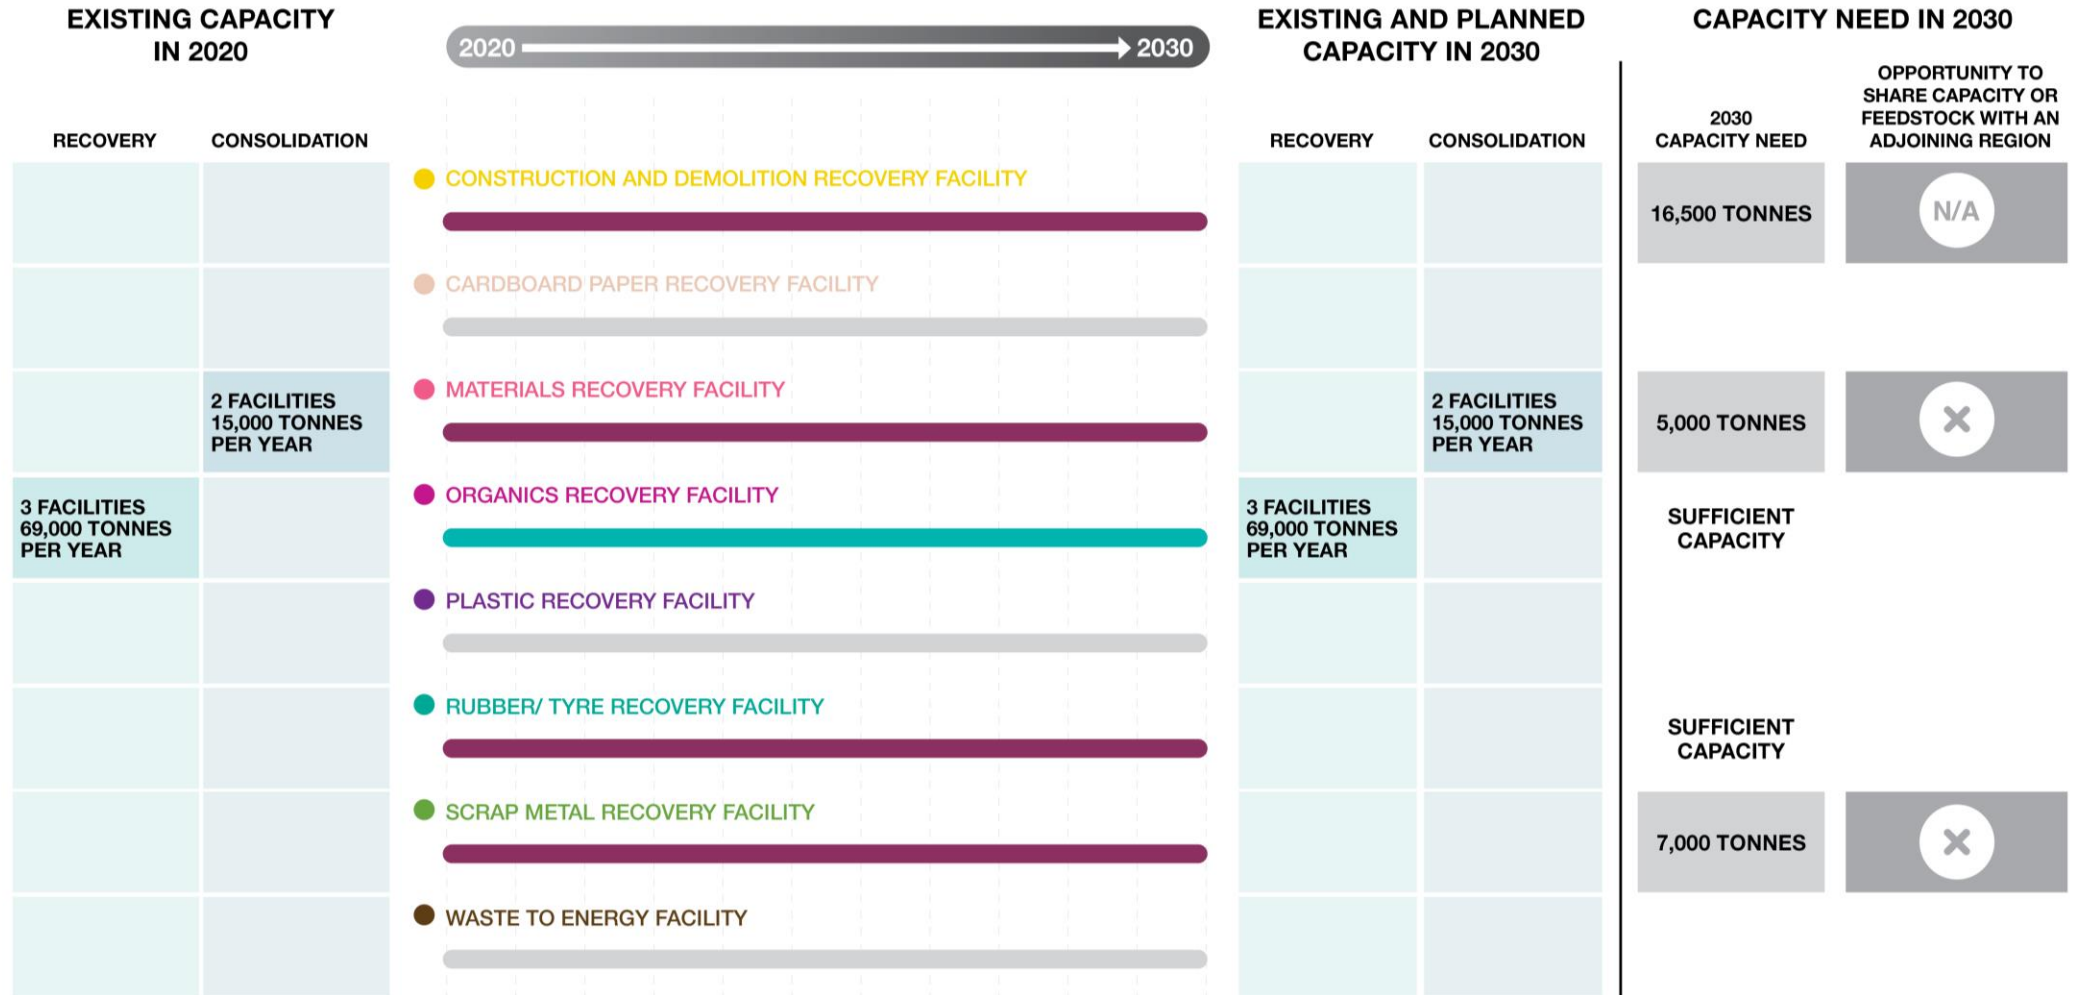 EXISTING CAPACITY
IN 2020
2020
2030
EXISTING AND PLANNED
CAPACITY IN 2030
CAPACITY NEED IN 2030
RECOVERY
CONSOLIDATION
RECOVERY
CONSOLIDATION
2030
CAPACITY NEED
OPPORTUNITY TO
SHARE CAPACITY OR
FEEDSTOCK WITH AN
ADJOINING REGION
CONSTRUCTION AND DEMOLITION RECOVERY FACILITY
16,500 TONNES
N/A
CARDBOARD PAPER RECOVERY FACILITY
2 FACILITIES
15,000 TONNES
PER YEAR
MATERIALS RECOVERY FACILITY
2 FACILITIES
15,000 TONNES
PER YEAR
5,000 TONNES
3 FACILITIES
69,000 TONNES
PER YEAR
ORGANICS RECOVERY FACILITY
3 FACILITIES
69,000 TONNES
PER YEAR
SUFFICIENT
CAPACITY
PLASTIC RECOVERY FACILITY
RUBBER/ TYRE RECOVERY FACILITY
SUFFICIENT
CAPACITY
SCRAP METAL RECOVERY FACILITY
7,000 TONNES
WASTE TO ENERGY FACILITY